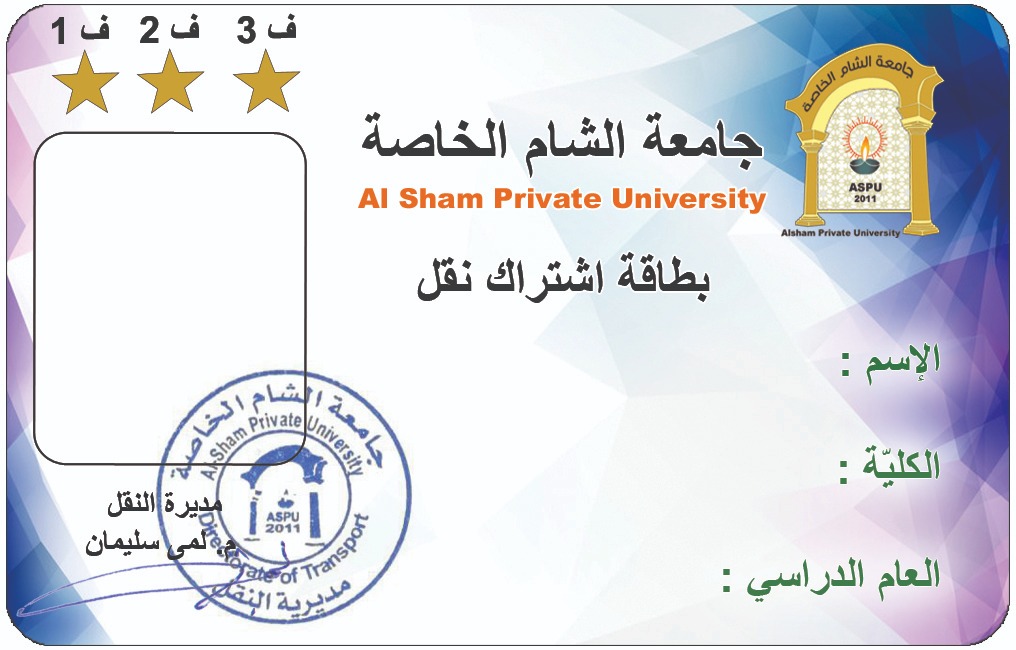 ف 1 ف 2 ف 3
جامعة الشام الخاصة
Al Sham Private University
جامعة الشام الخاصة
ASPU
2011
Alsham Private University
بطاقة اشتراك نقل
الإسم :
الكليّة :
العام الدراسي :
جامعة الشام الخاصة
Al-Sham Private University
ASPU
2011
Directorate of Transport
مديرية النقل
مديرة النقل
م. لمى سليمان